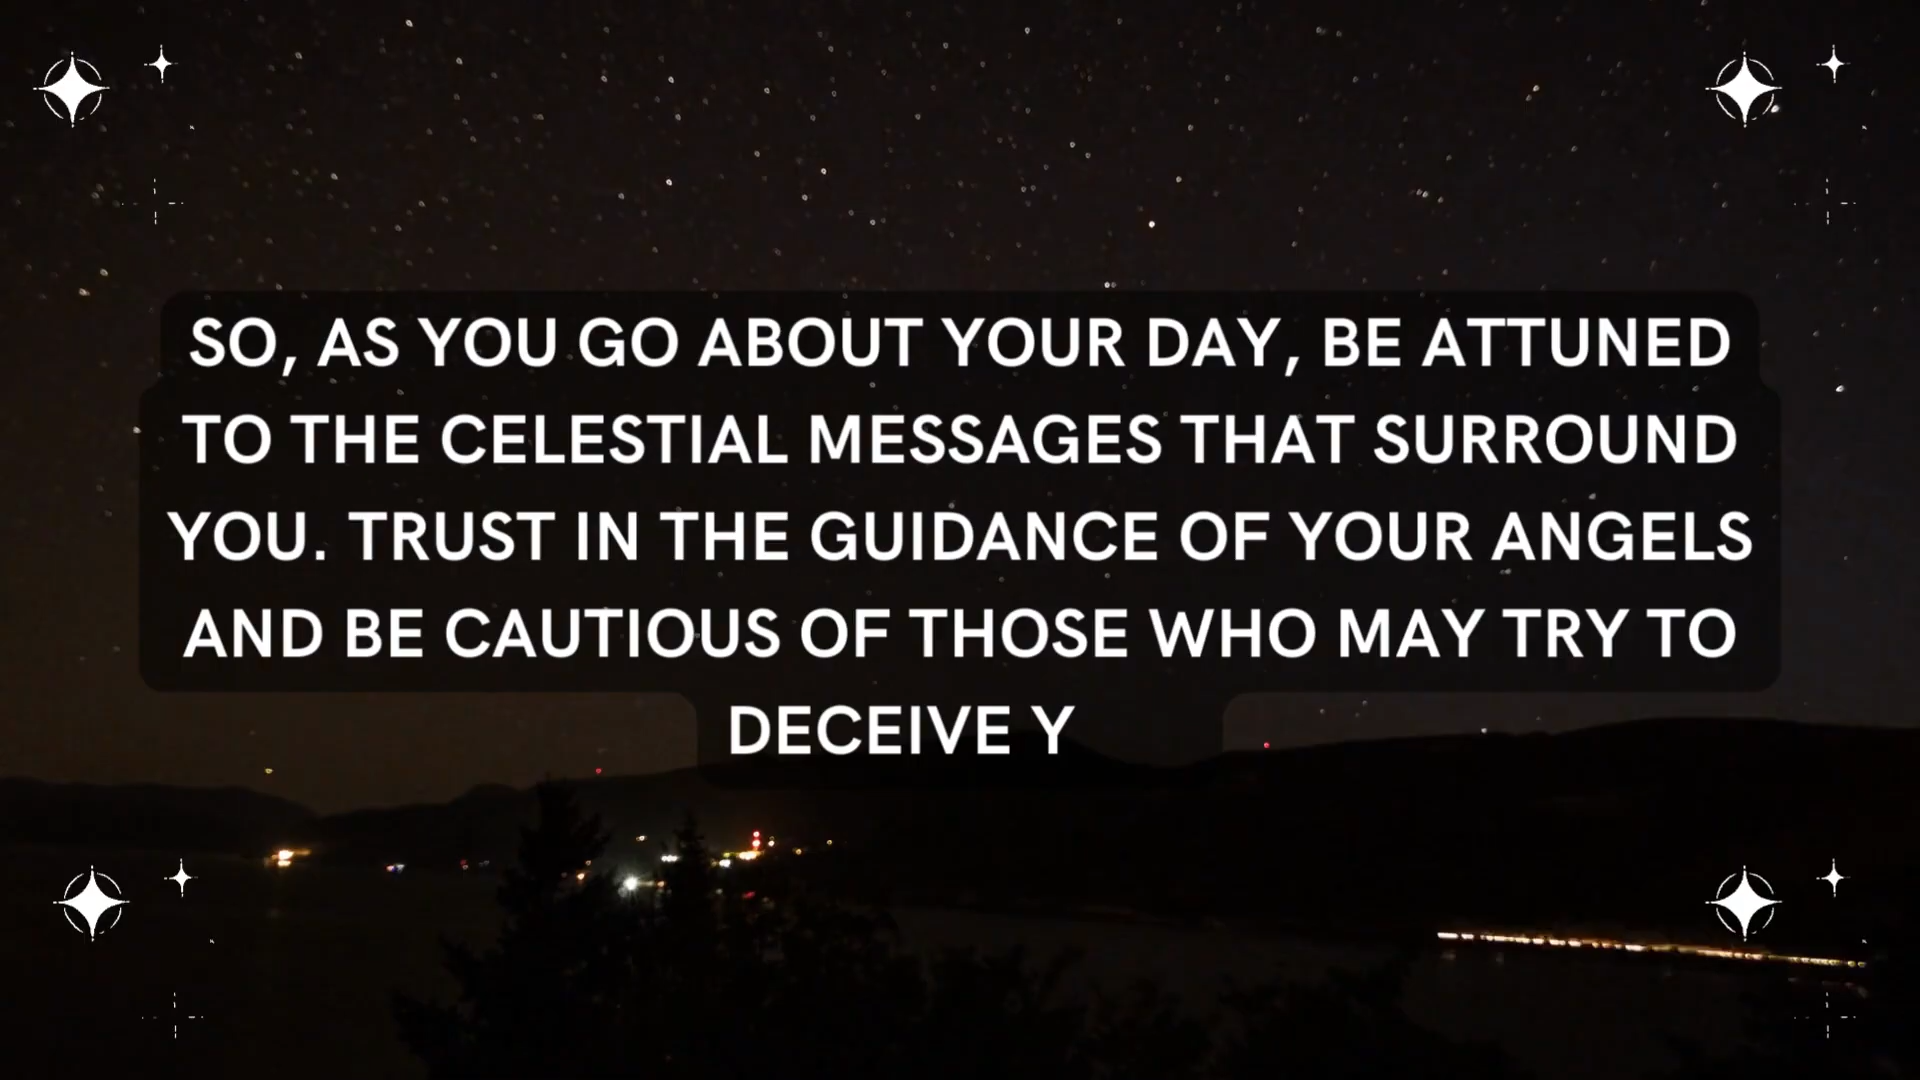 SO, AS YOU GO ABOUT YOUR DAY, BE ATTUNED
TO THE CELESTIAL MESSAGES THAT SURROUND
YOU. TRUST IN THE GUIDANCE OF YOUR ANGELS
AND BE CAUTIOUS OF THOSE WHO MAY TRY TO
DECEIVE Y